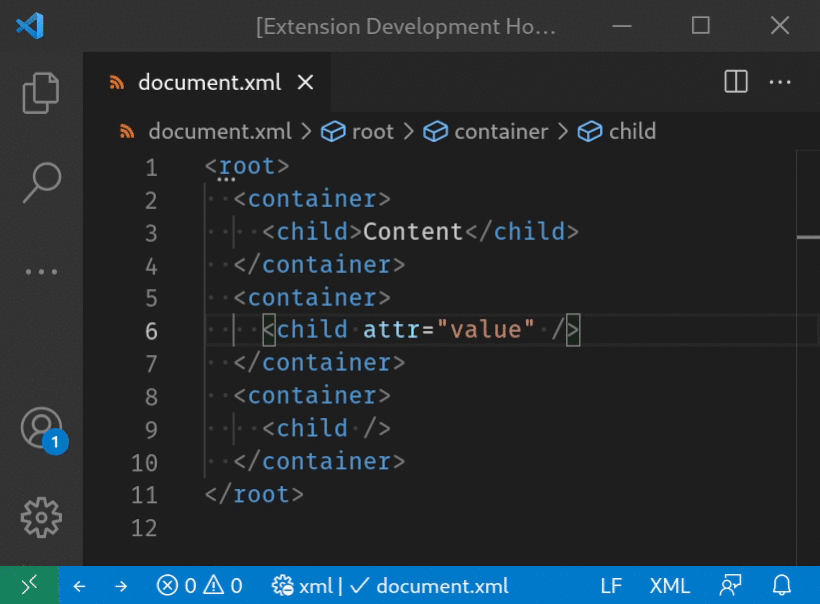 [Extension Development Ho…
document.xml
document.xml > root > container > child
1 <root>
2   <container>
3     <child>Content</child>
4   </container>
5   <container>
6     <child attr="value" />
7   </container>
8   <container>
9     <child />
10   </container>
11 </root>
12
1
0 0 xml | ✓ document.xml LF XML